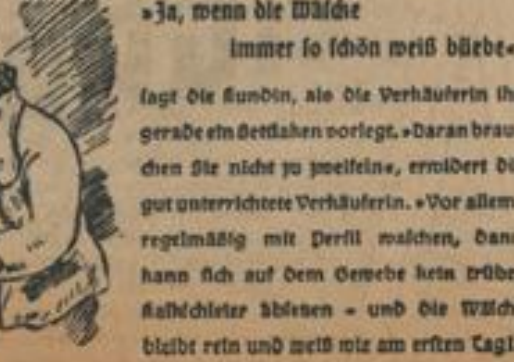 »Ja, wenn die Wäsche
immer so schön weiß bliebe«
sagt die Kundin, als die Verkäuferin ih
gerade ein Bettlaken vorlegt. »Daran brau
chen Sie nicht zu zweifeln«, erwidert di
gut unterrichtete Verkäuferin. »Vor allem
regelmäßig mit Persil waschen, dann
kann sich auf dem Gewebe kein trübe
Kalkschleier absetzen – und die Wäsch
bleibt rein und weiß wie am ersten Tag!